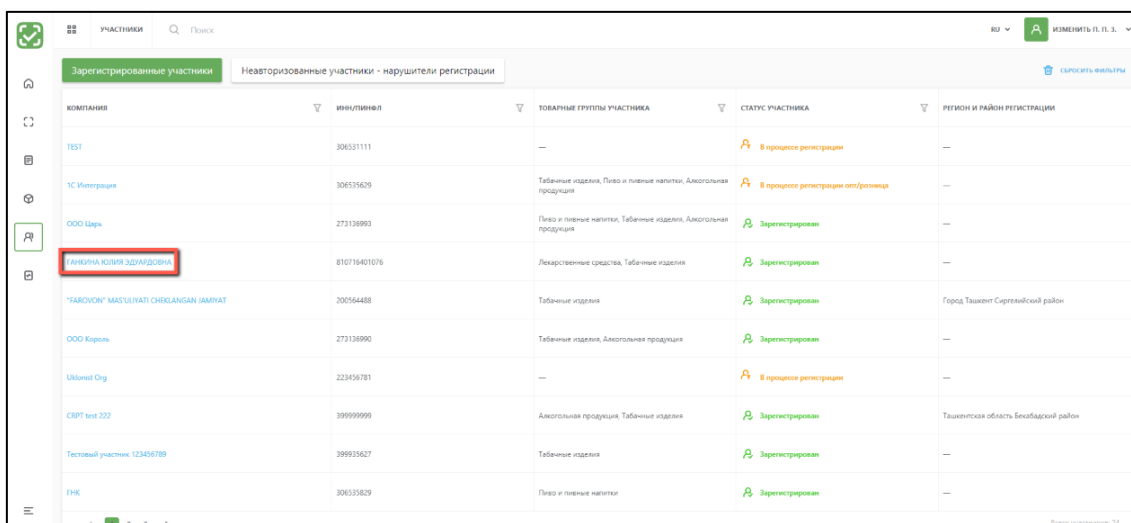 УЧАСТНИКИ Поиск RU ИЗМЕНИТЬ П. П. З.
Зарегистрированные участники Неавторизованные участники - нарушители регистрации СБРОСИТЬ ФИЛЬТРЫ
КОМПАНИЯ ИНН/ПИНФЛ ТОВАРНЫЕ ГРУППЫ УЧАСТНИКА СТАТУС УЧАСТНИКА РЕГИОН И РАЙОН РЕГИСТРАЦИИ
TEST 306531111 — В процессе регистрации —
1С Интеграция 306535629 Табачные изделия, Пиво и пивные напитки, Алкогольная В процессе регистрации опт/розница —
продукция
ООО Царь 273136993 Пиво и пивные напитки, Табачные изделия, Алкогольная Зарегистрирован —
продукция
ГАНКИНА ЮЛИЯ ЭДУАРДОВНА 810716401076 Лекарственные средства, Табачные изделия Зарегистрирован —
"FAROVON" MAS'ULIYATI CHEKLANGAN JAMIYAT 200564488 Табачные изделия Зарегистрирован Город Ташкент Сиргелийский район
ООО Король 273136990 Табачные изделия, Алкогольная продукция Зарегистрирован —
Uklonist Org 223456781 — В процессе регистрации —
CRPT test 222 399999999 Алкогольная продукция, Табачные изделия Зарегистрирован Ташкентская область Бекабадский район
Тестовый участник 123456789 399935627 Табачные изделия Зарегистрирован —
ГНК 306535829 Пиво и пивные напитки Зарегистрирован —